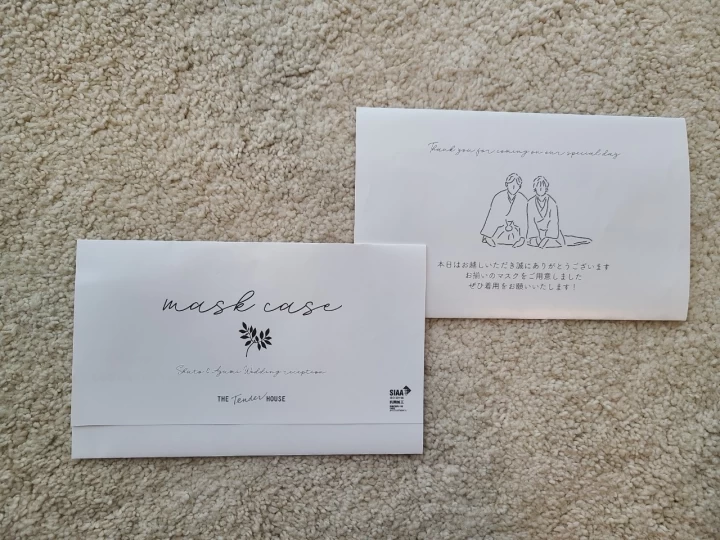 Thank you for coming on our special day
本日はお越しいただき誠にありがとうございます
お揃いのマスクをご用意しました
ぜひ着用をお願いいたします！
mask case
Ayumi Wedding reception
THE Tender HOUSE
SIAA